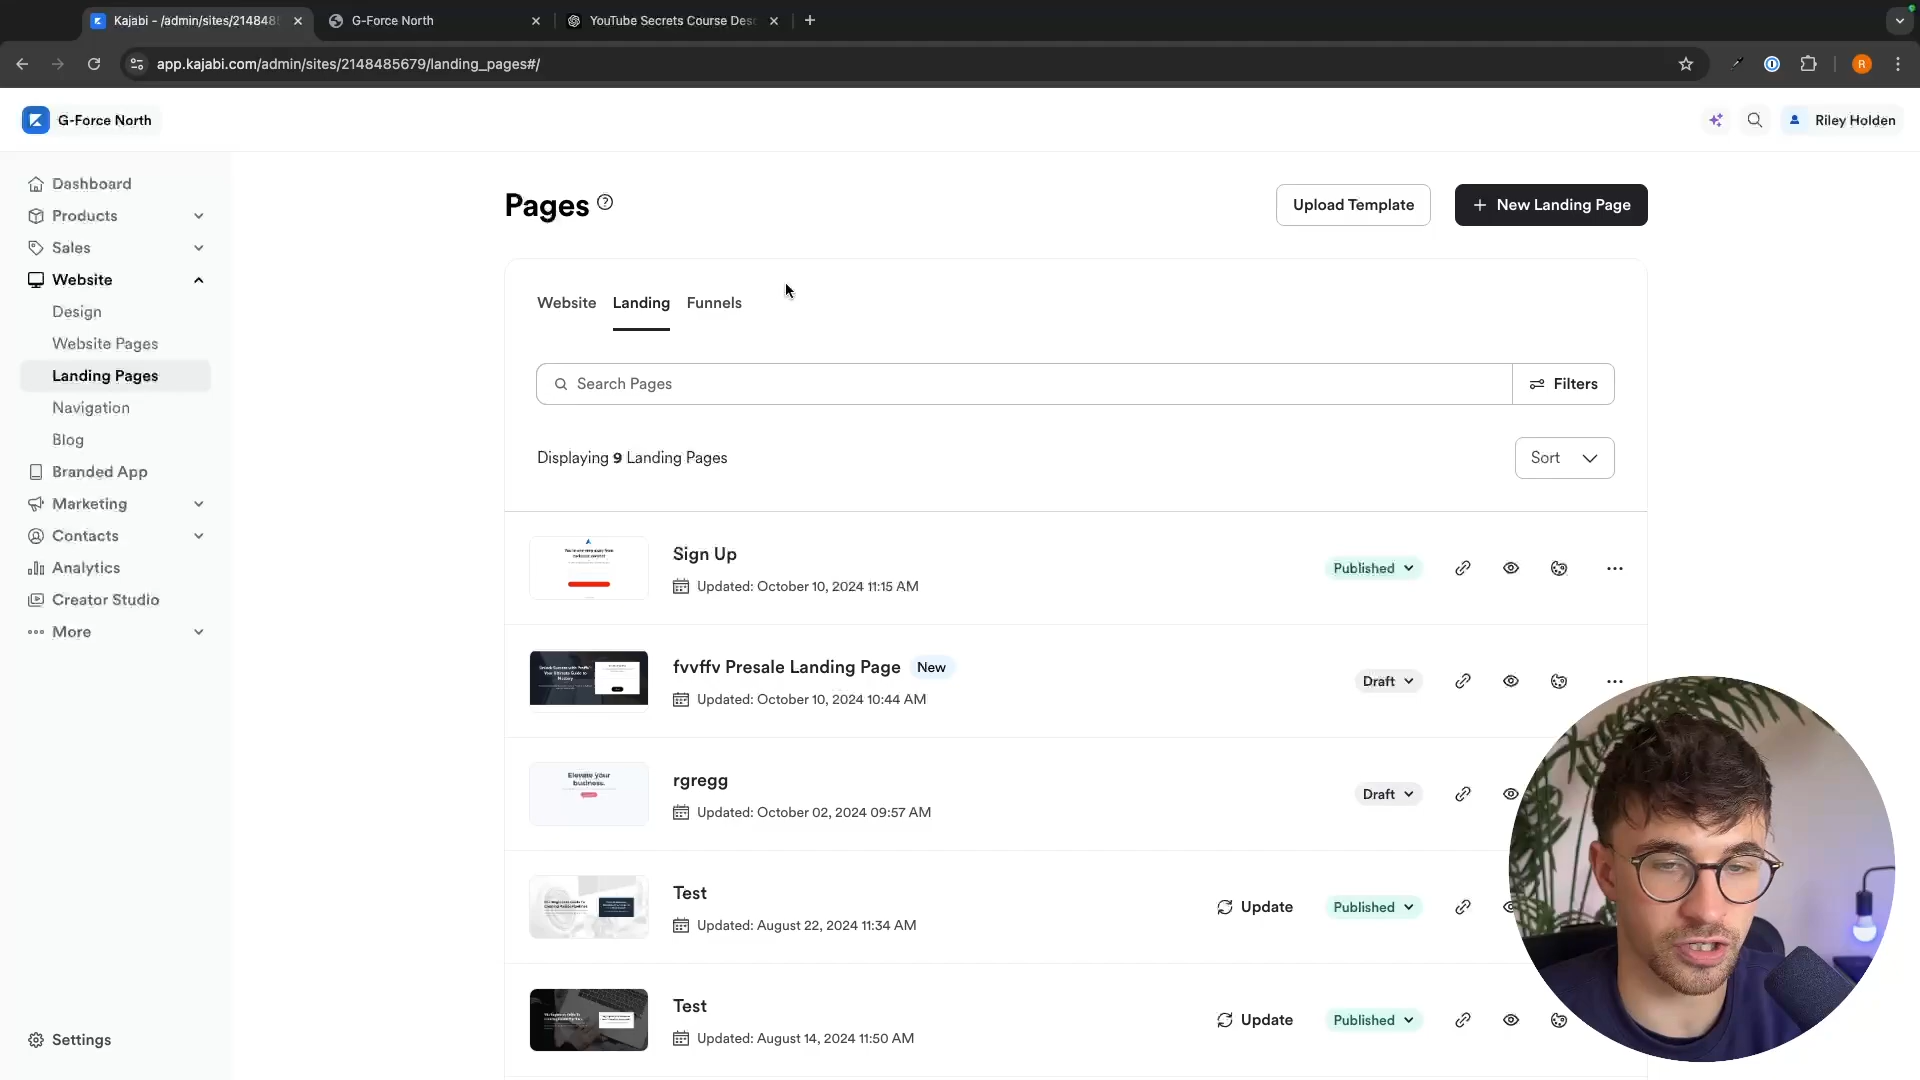 Kajabi - /admin/sites/214848
G-Force North
YouTube Secrets Course Des
app.kajabi.com/admin/sites/2148485679/landing_pages#/
R
G-Force North
Riley Holden
Dashboard
Products
Sales
Website
Design
Website Pages
Landing Pages
Navigation
Blog
Branded App
Marketing
Contacts
Analytics
Creator Studio
More
Settings
Pages
Upload Template
+ New Landing Page
Website Landing Funnels
Search Pages
Filters
Displaying 9 Landing Pages
Sort
Sign Up
Updated: October 10, 2024 11:15 AM
Published
fvvffv Presale Landing Page New
Updated: October 10, 2024 10:44 AM
Draft
Elevate your
business.
rgregg
Updated: October 02, 2024 09:57 AM
Draft
Test
Updated: August 22, 2024 11:34 AM
Update
Published
Test
Updated: August 14, 2024 11:50 AM
Update
Published